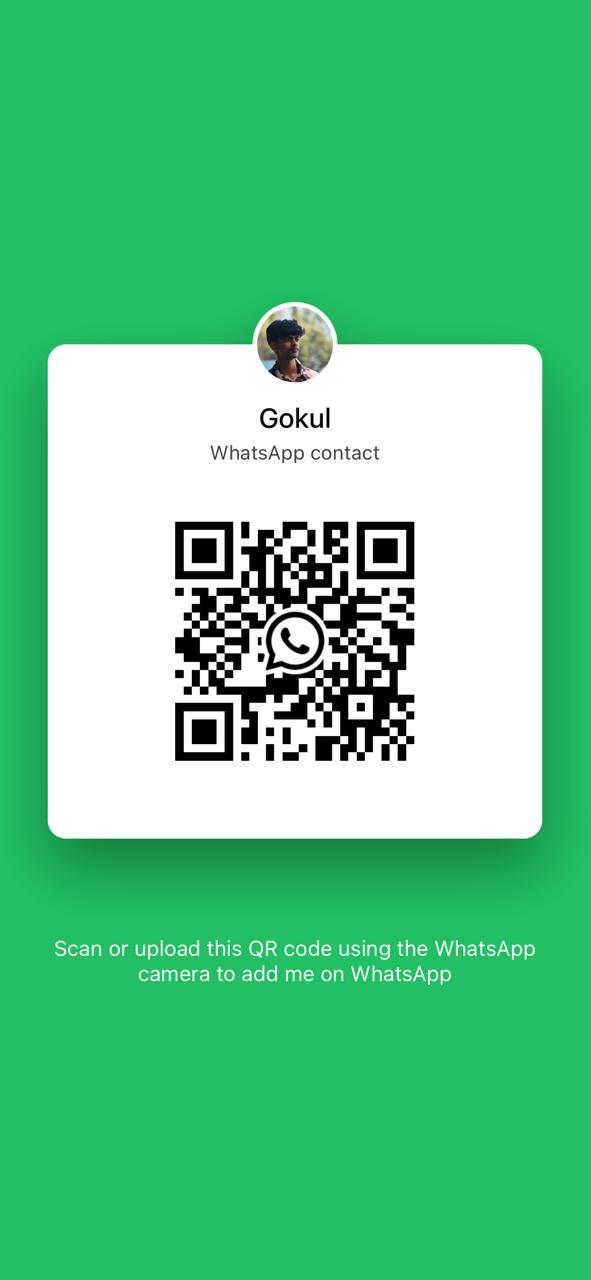 Gokul
WhatsApp contact
Scan or upload this QR code using the WhatsApp
camera to add me on WhatsApp